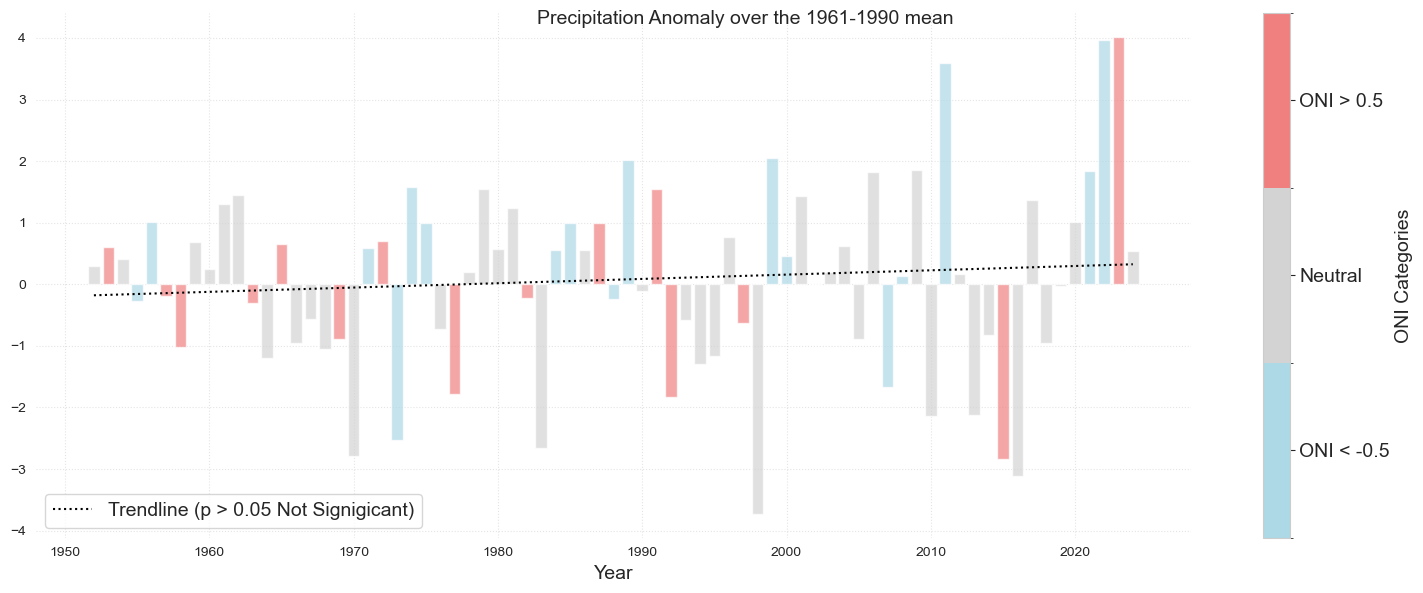 Precipitation Anomaly over the 1961-1990 mean
4
3
2
1
0
−1
−2
−3
−4
Trendline (p > 0.05 Not Signigicant)
1950 1960 1970 1980 1990 2000 2010 2020
Year
ONI > 0.5
Neutral
ONI < -0.5
ONI Categories